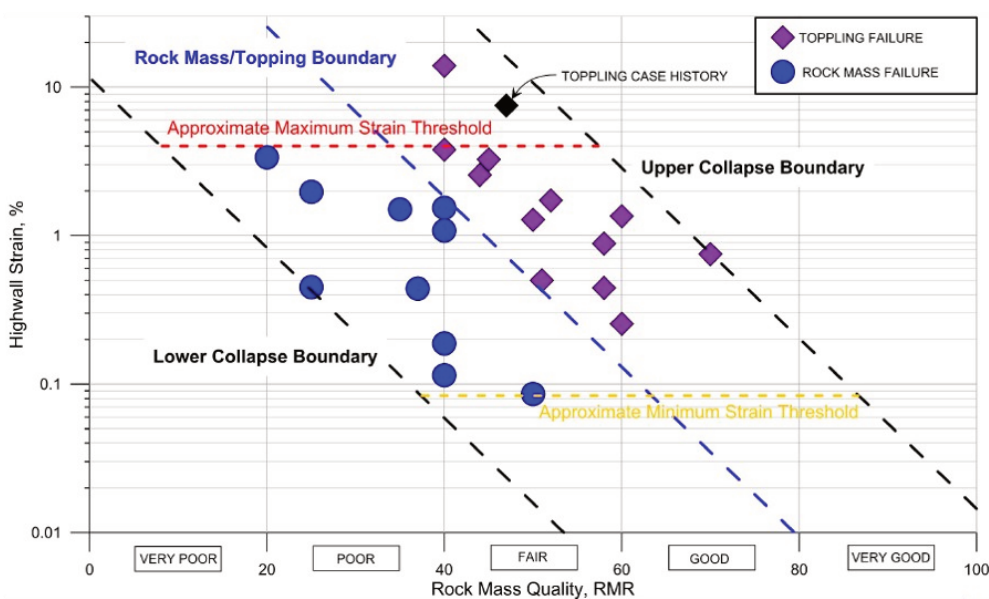 Rock Mass/Topping Boundary
TOPPLING FAILURE
ROCK MASS FAILURE
TOPPLING CASE HISTORY
Approximate Maximum Strain Threshold
Upper Collapse Boundary
Lower Collapse Boundary
Approximate Minimum Strain Threshold
Highwall Strain, %
10
1
0.1
0.01
VERY POOR
POOR
FAIR
GOOD
VERY GOOD
0
20
40
60
80
100
Rock Mass Quality, RMR